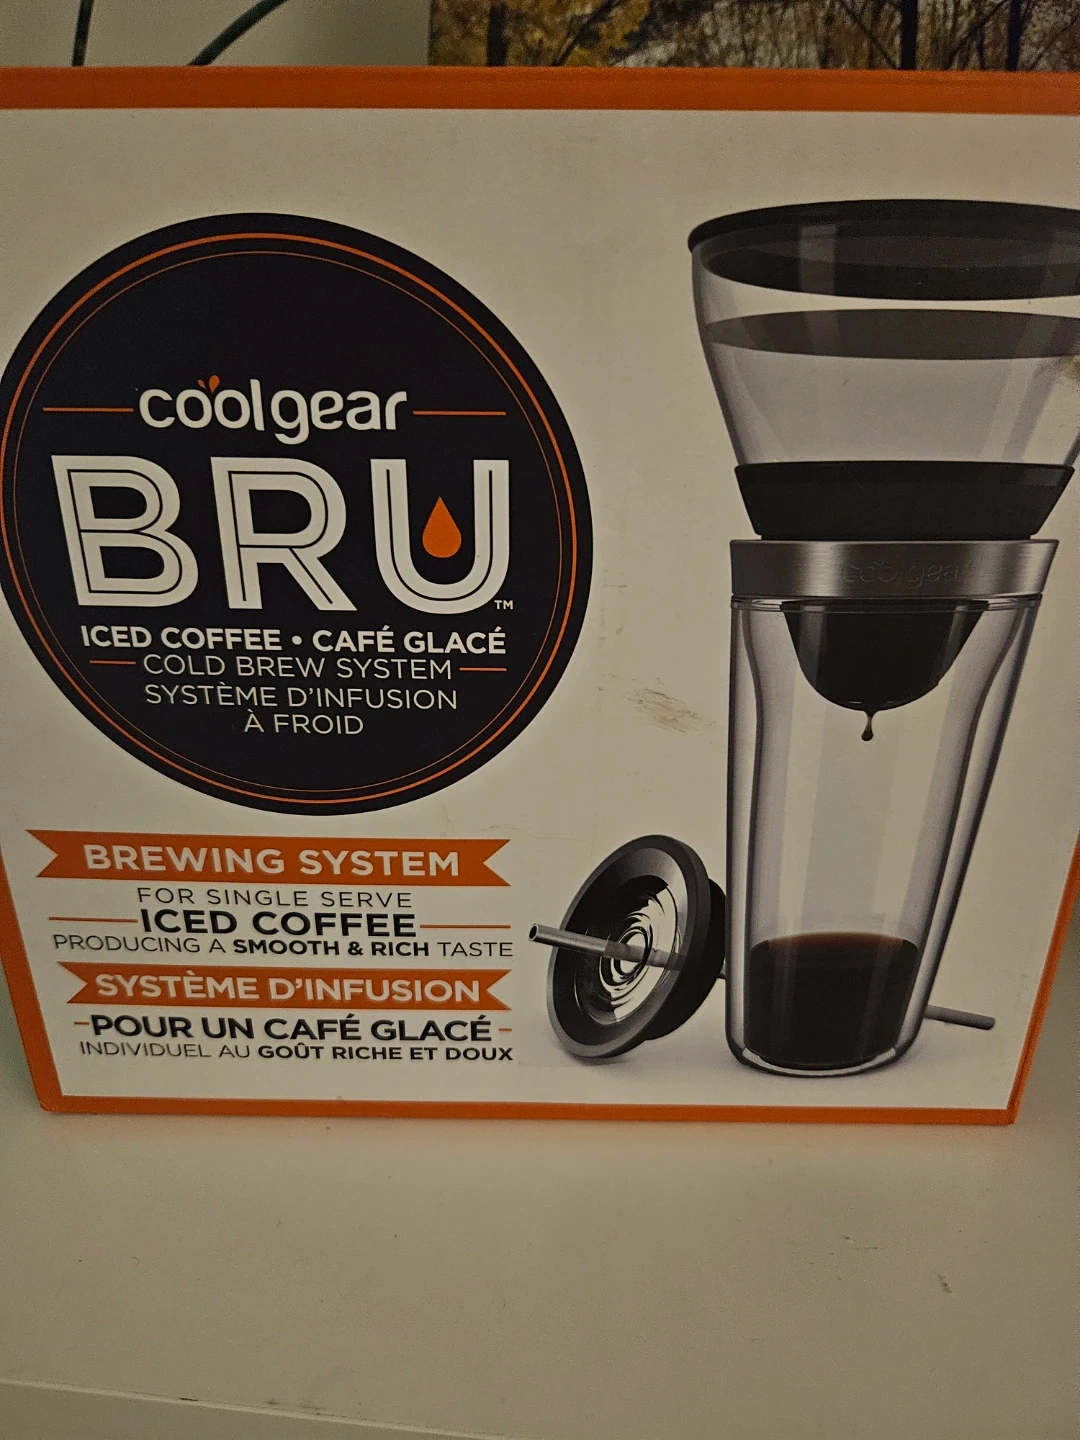 coolgear
BRU™
ICED COFFEE • CAFÉ GLACÉ
COLD BREW SYSTEM
SYSTÈME D'INFUSION
À FROID
BREWING SYSTEM
FOR SINGLE SERVE
ICED COFFEE
PRODUCING A SMOOTH & RICH TASTE
SYSTÈME D'INFUSION
POUR UN CAFÉ GLACÉ
INDIVIDUEL AU GOÛT RICHE ET DOUX
coolgear